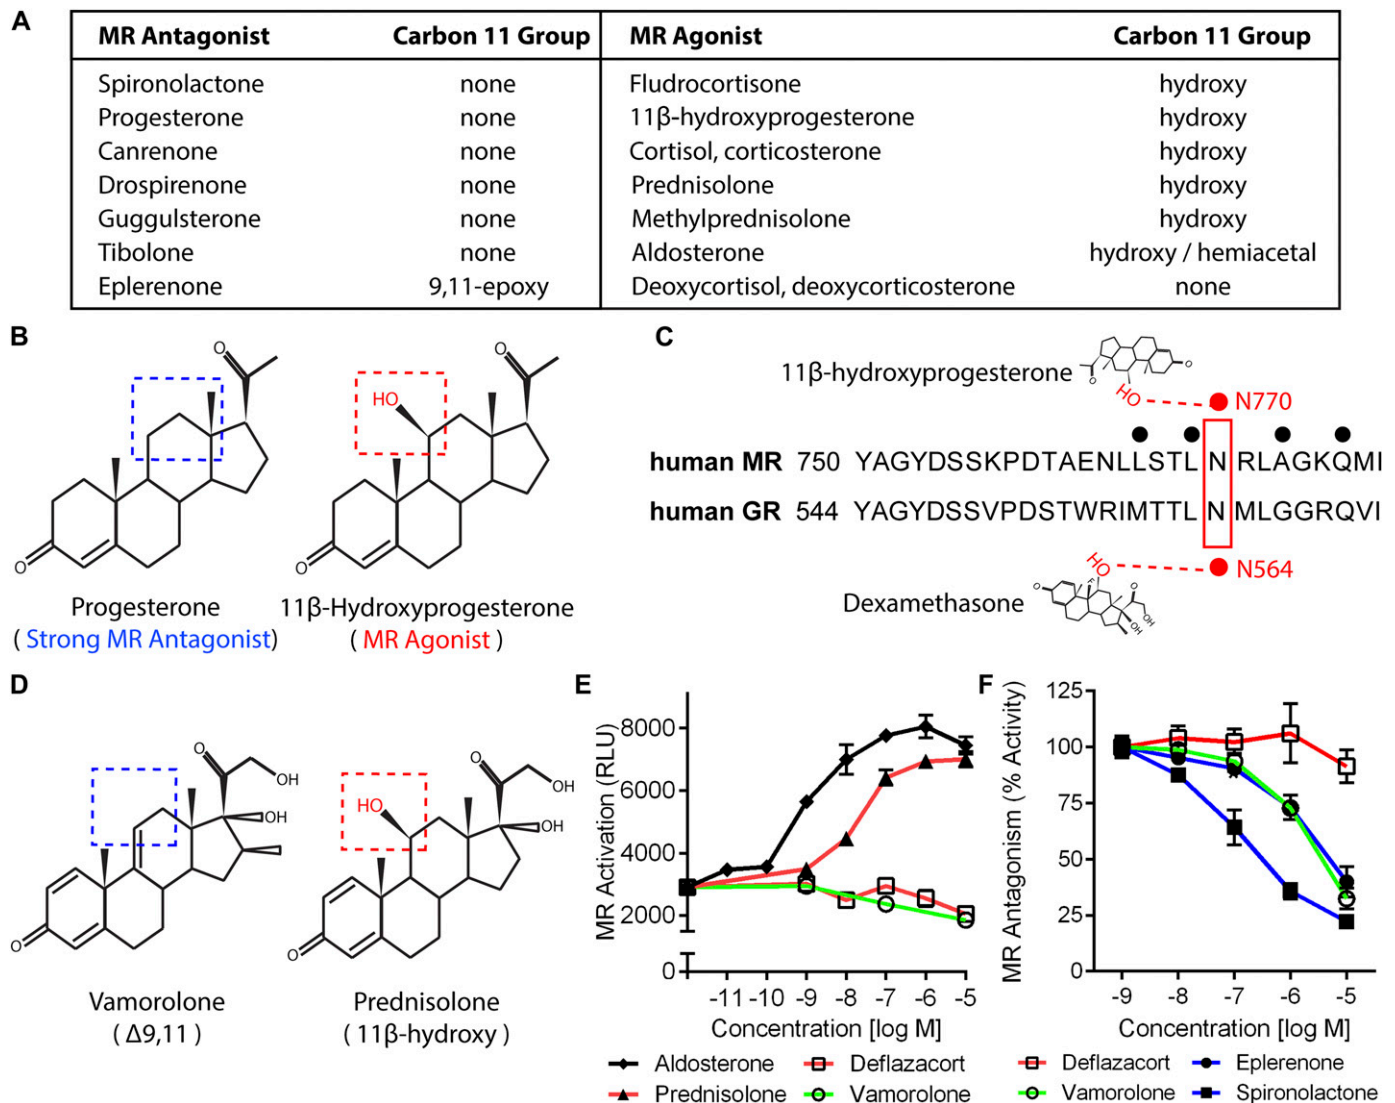 A
MR Antagonist Carbon 11 Group MR Agonist Carbon 11 Group
Spironolactone none Fludrocortisone hydroxy
Progesterone none 11β-hydroxyprogesterone hydroxy
Canrenone none Cortisol, corticosterone hydroxy
Drospirenone none Prednisolone hydroxy
Guggulsterone none Methylprednisolone hydroxy
Tibolone none Aldosterone hydroxy / hemiacetal
Eplerenone 9,11-epoxy Deoxycortisol, deoxycorticosterone none
B
O
O
Progesterone
( Strong MR Antagonist)
O
HO
O
11β-Hydroxyprogesterone
( MR Agonist )
C
11β-hydroxyprogesterone
O
O
HO
N770
human MR 750 YAGYDSSKPDTAENLLSTL N RLAGKQMI
human GR 544 YAGYDSSVPDSTWRIMTTL N MLGGRQVI
HO
N564
Dexamethasone
O
F
O
OH
OH
D
O
OH
OH
O
Vamorolone
( Δ9,11 )
O
OH
HO
OH
O
Prednisolone
( 11β-hydroxy )
E
MR Activation (RLU)
8000
6000
4000
2000
0
-11 -10 -9 -8 -7 -6 -5
Concentration [log M]
Aldosterone Deflazacort
Prednisolone Vamorolone
F
MR Antagonism (% Activity)
125
100
75
50
25
0
-9 -8 -7 -6 -5
Concentration [log M]
Deflazacort Eplerenone
Vamorolone Spironolactone